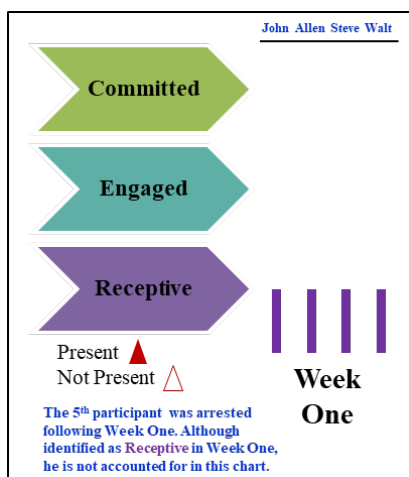 John Allen Steve Walt
Committed
Engaged
Receptive
Present
Not Present
Week
One
The 5th participant was arrested
following Week One. Although
identified as Receptive in Week One,
he is not accounted for in this chart.